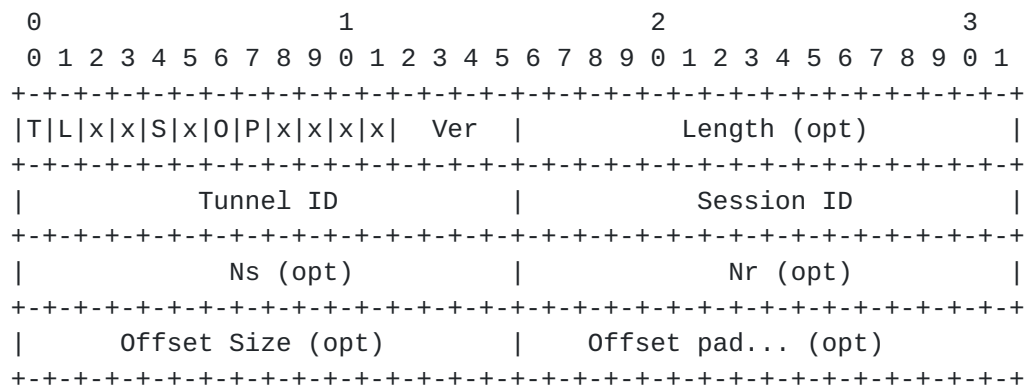 0                   1                   2                   3
 0 1 2 3 4 5 6 7 8 9 0 1 2 3 4 5 6 7 8 9 0 1 2 3 4 5 6 7 8 9 0 1
+-+-+-+-+-+-+-+-+-+-+-+-+-+-+-+-+-+-+-+-+-+-+-+-+-+-+-+-+-+-+-+-+
|T|L|x|x|S|x|O|P|x|x|x|x|  Ver  |          Length (opt)         |
+-+-+-+-+-+-+-+-+-+-+-+-+-+-+-+-+-+-+-+-+-+-+-+-+-+-+-+-+-+-+-+-+
|           Tunnel ID           |           Session ID          |
+-+-+-+-+-+-+-+-+-+-+-+-+-+-+-+-+-+-+-+-+-+-+-+-+-+-+-+-+-+-+-+-+
|             Ns (opt)          |             Nr (opt)          |
+-+-+-+-+-+-+-+-+-+-+-+-+-+-+-+-+-+-+-+-+-+-+-+-+-+-+-+-+-+-+-+-+
|      Offset Size (opt)        |    Offset pad... (opt)
+-+-+-+-+-+-+-+-+-+-+-+-+-+-+-+-+-+-+-+-+-+-+-+-+-+-+-+-+-+-+-+-+